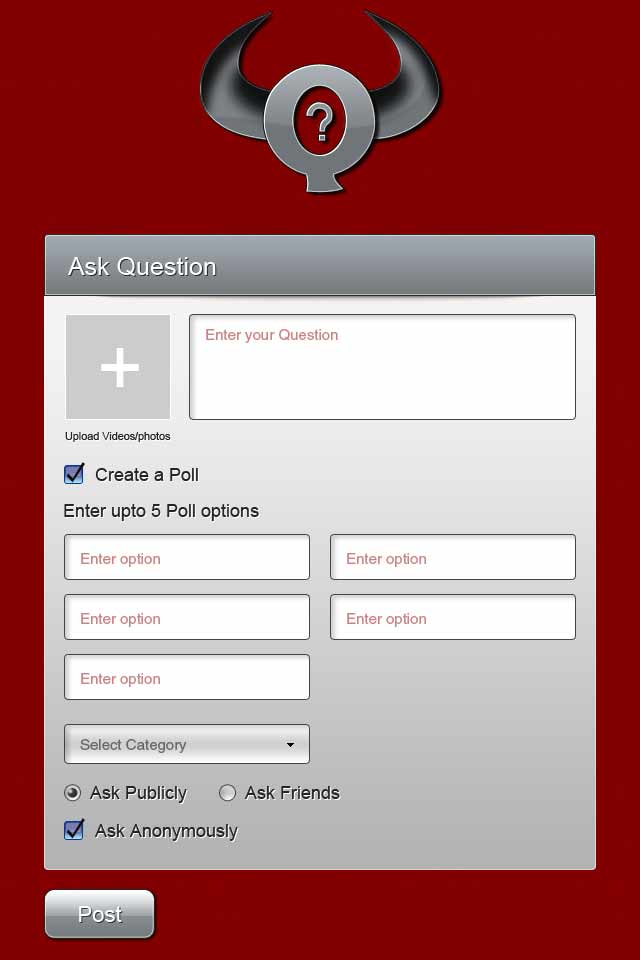 Q?
Ask Question
Enter your Question
Upload Videos/photos
Create a Poll
Enter upto 5 Poll options
Enter option Enter option
Enter option Enter option
Enter option
Select Category
Ask Publicly Ask Friends
Ask Anonymously
Post